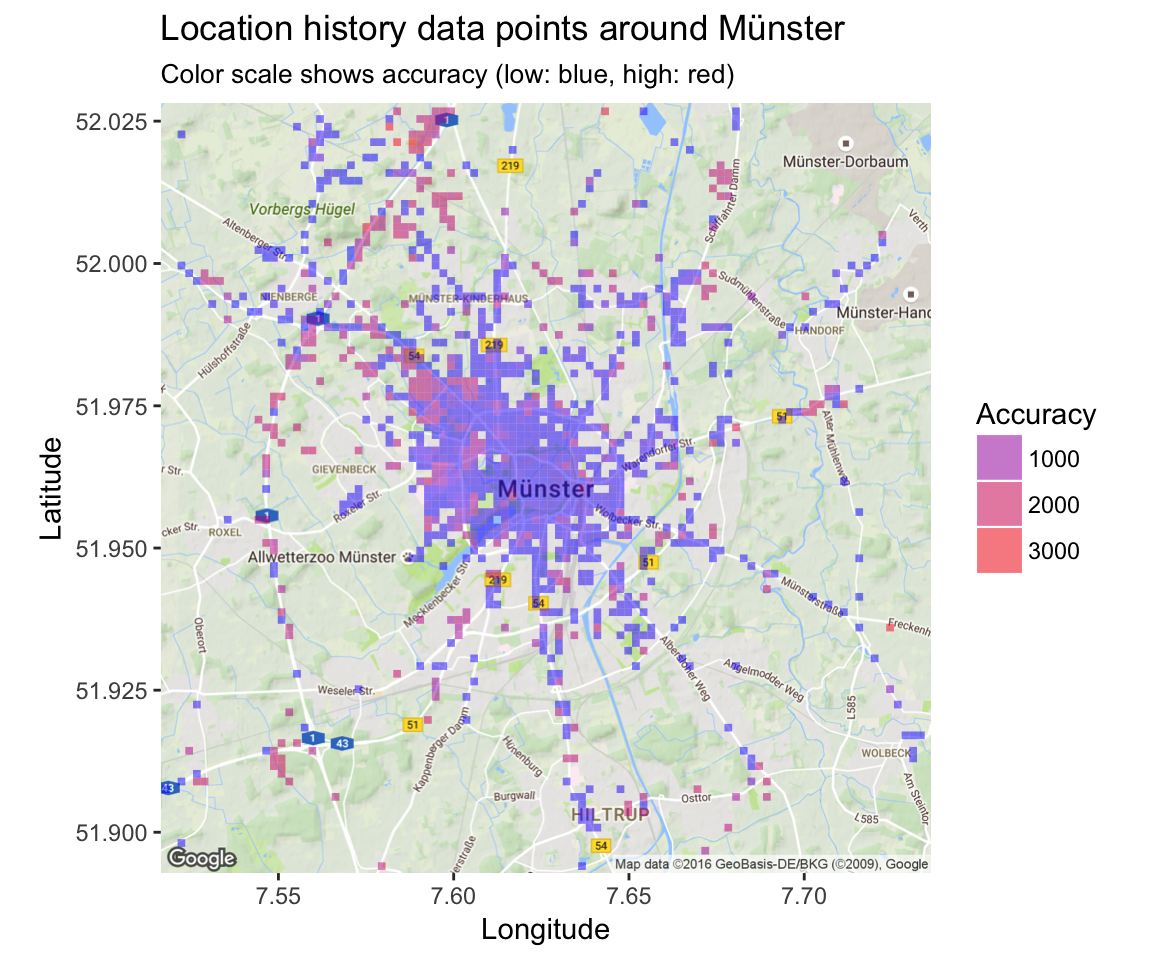 Location history data points around Münster
Color scale shows accuracy (low: blue, high: red)
Latitude
52.025
52.000
51.975
51.950
51.925
51.900
1
219
Münster-Dorbaum
Schiffahrter Damm
Vorbergs Hügel
Altenberger Str.
Verth
NIENBERGE
MÜNSTER-KINDERHAUS
Sudmühlenstraße
Münster-Hand
HANDORF
1
219
54
Hülshoffstraße
51
Alter Mühlenweg
r Str.
GIEVENBECK
Warendorfer Str.
Münster
Roxeler Str.
1
cker Str.
ROXEL
Wolbecker Str.
Allwetterzoo Münster
51
219
54
Mecklenbecker Str.
Münsterstraße
Oberort
Freckenh
Albersloher Weg
Angelmodder Weg
Weseler Str.
L585
51
Kappenberger Damm
1
43
Hünenburg
WOLBECK
43
Burgwall
Osttor
Am Steintor
HILTRUP
L585
erstraße
54
Google
Map data ©2016 GeoBasis-DE/BKG (©2009), Google
7.55
7.60
7.65
7.70
Longitude
Accuracy
1000
2000
3000